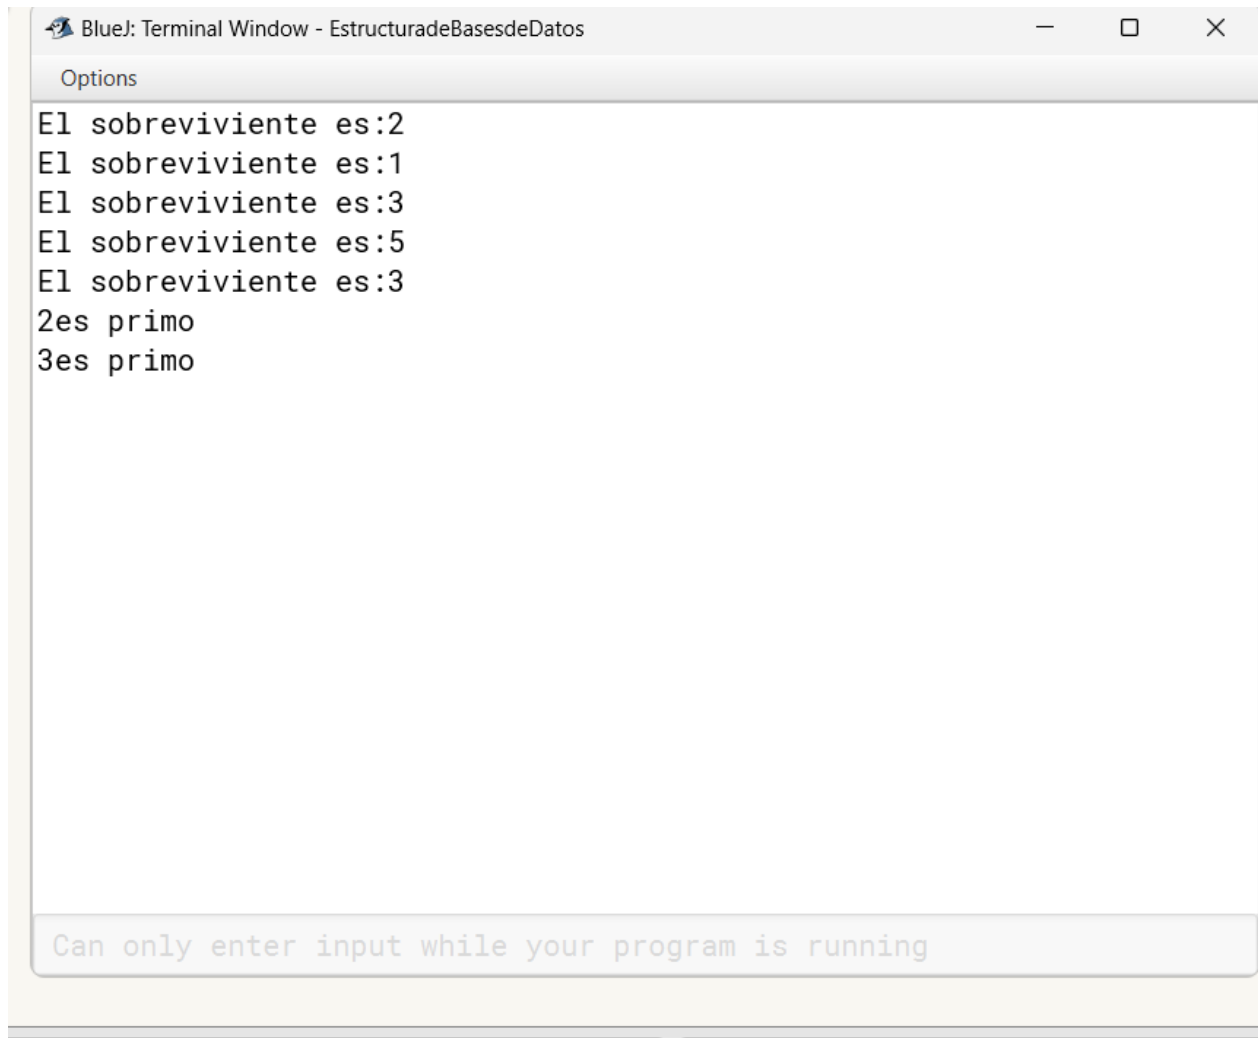 BlueJ: Terminal Window - EstructuradeBasesdeDatos
Options
El sobreviviente es:2
El sobreviviente es:1
El sobreviviente es:3
El sobreviviente es:5
El sobreviviente es:3
2es primo
3es primo
Can only enter input while your program is running